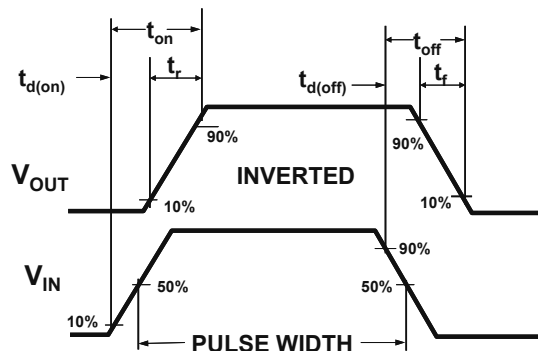 t_on
t_off
t_d(on)
t_r
t_d(off)
t_f
90%
90%
V_OUT
INVERTED
10%
10%
90%
V_IN
50%
50%
10%
PULSE WIDTH